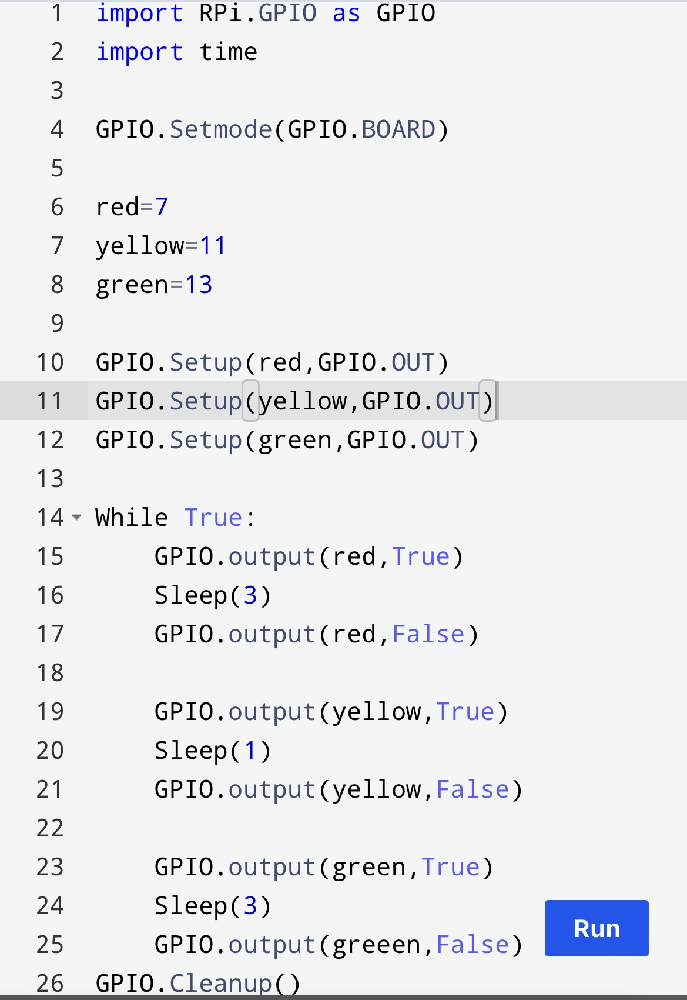 1 import RPi.GPIO as GPIO
2 import time
3
4 GPIO.Setmode(GPIO.BOARD)
5
6 red=7
7 yellow=11
8 green=13
9
10 GPIO.Setup(red,GPIO.OUT)
11 GPIO.Setup(yellow,GPIO.OUT)
12 GPIO.Setup(green,GPIO.OUT)
13
14 While True:
15     GPIO.output(red,True)
16     Sleep(3)
17     GPIO.output(red,False)
18
19     GPIO.output(yellow,True)
20     Sleep(1)
21     GPIO.output(yellow,False)
22
23     GPIO.output(green,True)
24     Sleep(3)
25     GPIO.output(greeen,False)
Run
26 GPIO.Cleanup()